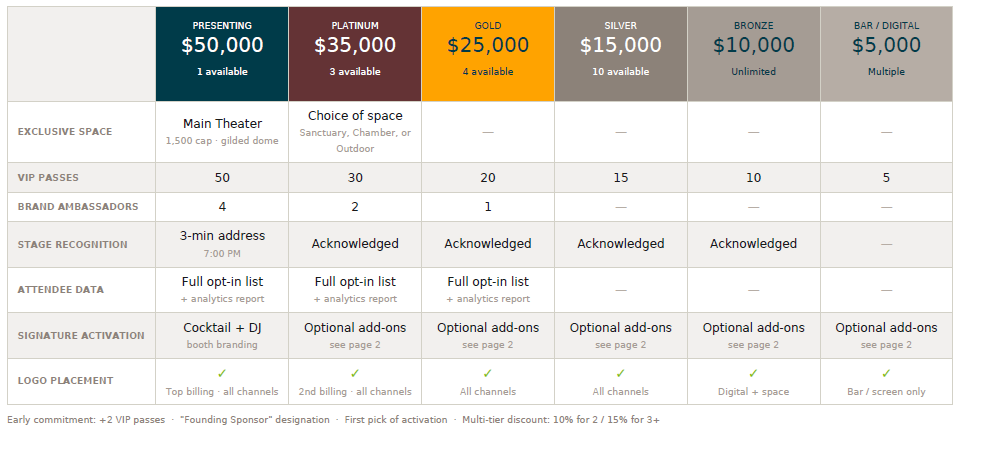 PRESENTING PLATINUM GOLD SILVER BRONZE BAR / DIGITAL
$50,000 $35,000 $25,000 $15,000 $10,000 $5,000
1 available 3 available 4 available 10 available Unlimited Multiple
EXCLUSIVE SPACE Main Theater Choice of space — — — —
1,500 cap · gilded dome Sanctuary, Chamber, or
Outdoor
VIP PASSES 50 30 20 15 10 5
BRAND AMBASSADORS 4 2 1 — — —
STAGE RECOGNITION 3-min address Acknowledged Acknowledged Acknowledged Acknowledged —
7:00 PM
ATTENDEE DATA Full opt-in list Full opt-in list Full opt-in list — — —
+ analytics report + analytics report + analytics report
SIGNATURE ACTIVATION Cocktail + DJ Optional add-ons Optional add-ons Optional add-ons Optional add-ons Optional add-ons
booth branding see page 2 see page 2 see page 2 see page 2 see page 2
LOGO PLACEMENT ✓ ✓ ✓ ✓ ✓ ✓
Top billing · all channels 2nd billing · all channels All channels All channels Digital + space Bar / screen only
Early commitment: +2 VIP passes · "Founding Sponsor" designation · First pick of activation · Multi-tier discount: 10% for 2 / 15% for 3+